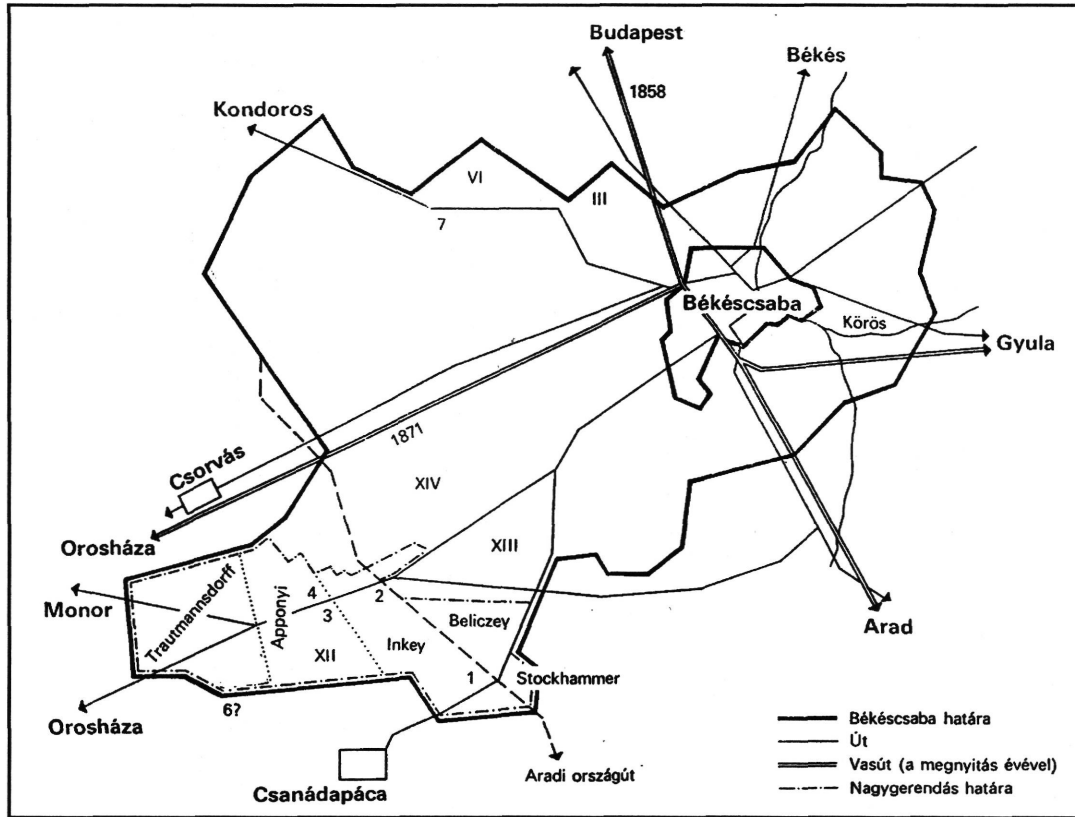 Budapest
Békés
1858
Kondoros
VI
III
7
Békéscsaba
Körös
Gyula
1871
Csorvás
XIV
Orosháza
XIII
Monor
Trautmannsdorff
Apponyi
4
3
2
Beliczey
Inkey
XII
1
Stockhammer
Arad
Orosháza
6?
Csanádapáca
Aradi országút
Békéscsaba határa
Út
Vasút (a megnyitás évével)
Nagygerendás határa